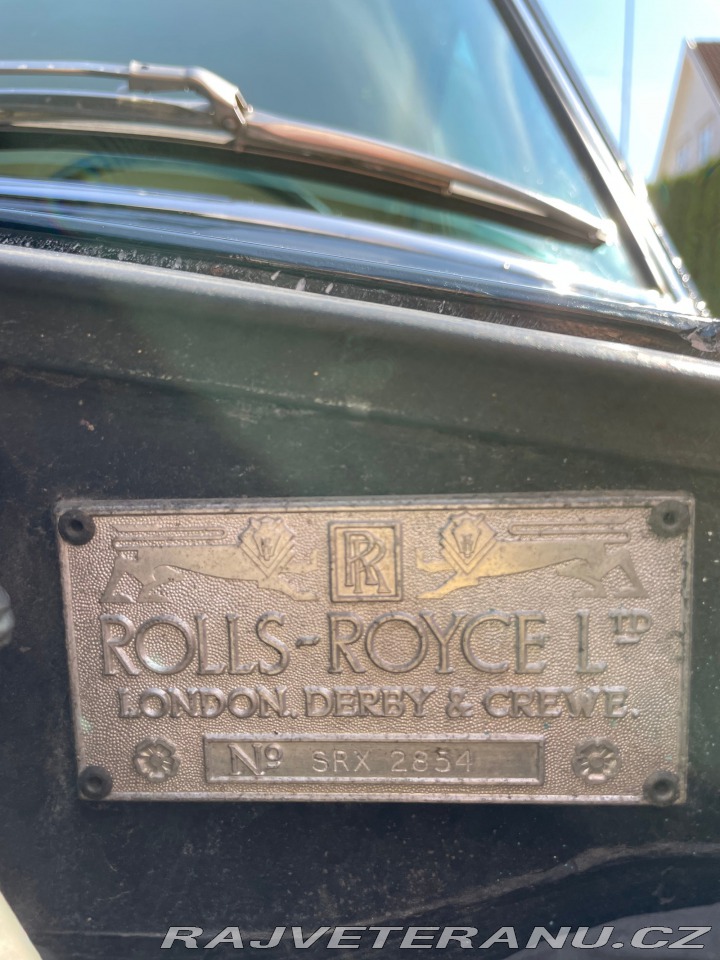 RR
ROLLS-ROYCE LTD
LONDON. DERBY & CREWE.
Nº SRX 2854
RAJVETERANU.CZ